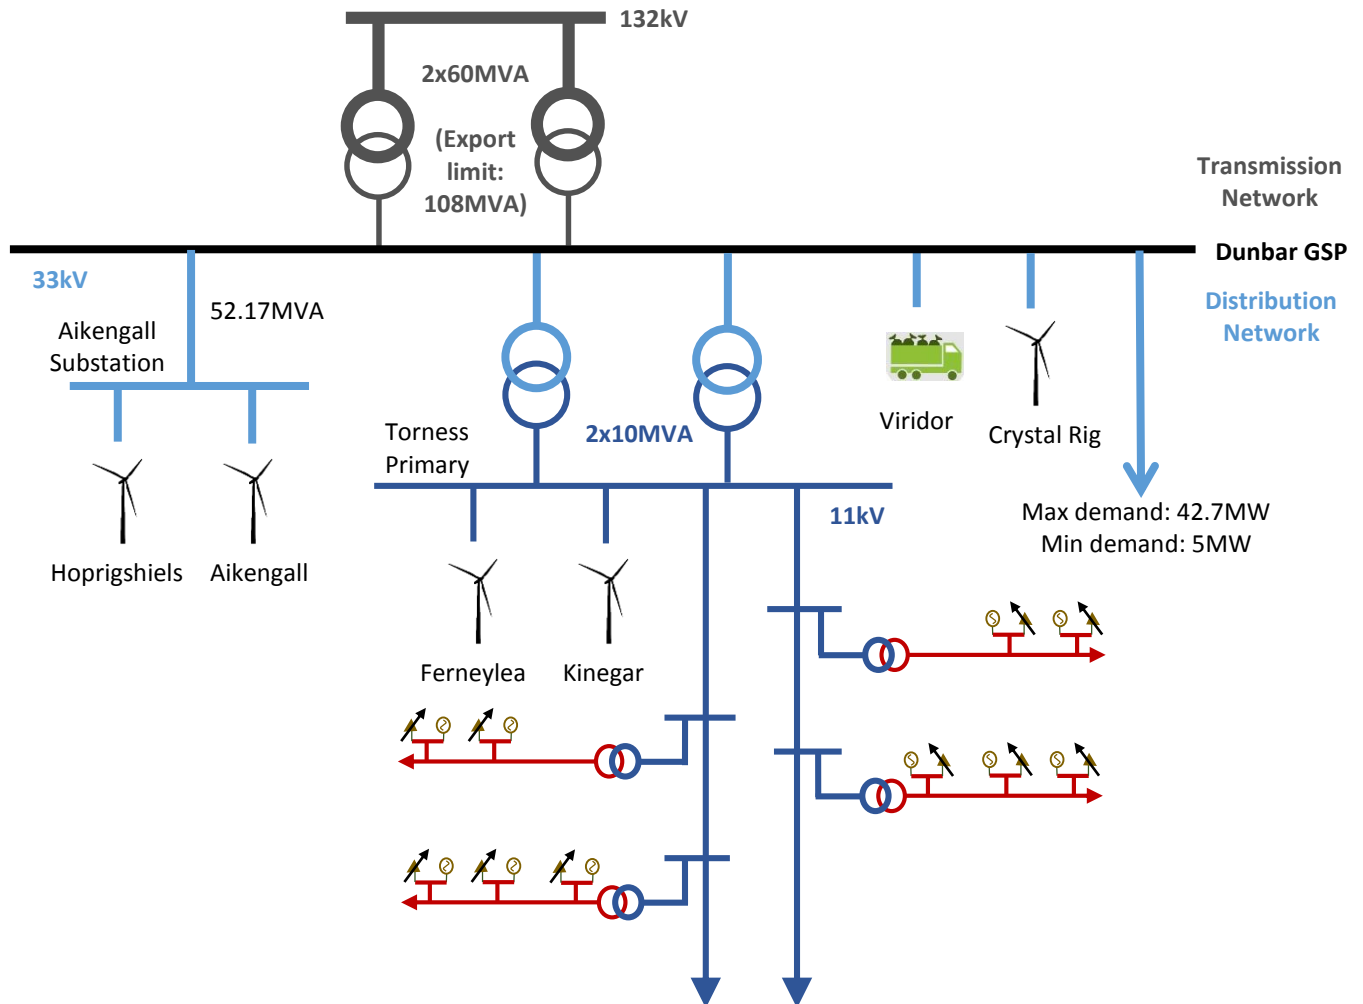 132kV
2x60MVA
(Export
limit:
108MVA)
Transmission
Network
Dunbar GSP
33kV
Distribution
Network
52.17MVA
Aikengall
Substation
Viridor
Crystal Rig
Torness
Primary
2x10MVA
11kV
Max demand: 42.7MW
Min demand: 5MW
Hoprigshiels
Aikengall
Ferneylea
Kinegar